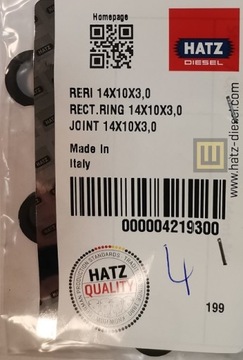 Homepage
HATZ
DIESEL
RERI 14X10X3,0
RECT.RING 14X10X3,0
JOINT 14X10X3,0
Made In
Italy
www.hatz-diesel.com
000004219300
HATZ
QUALITY
4
199